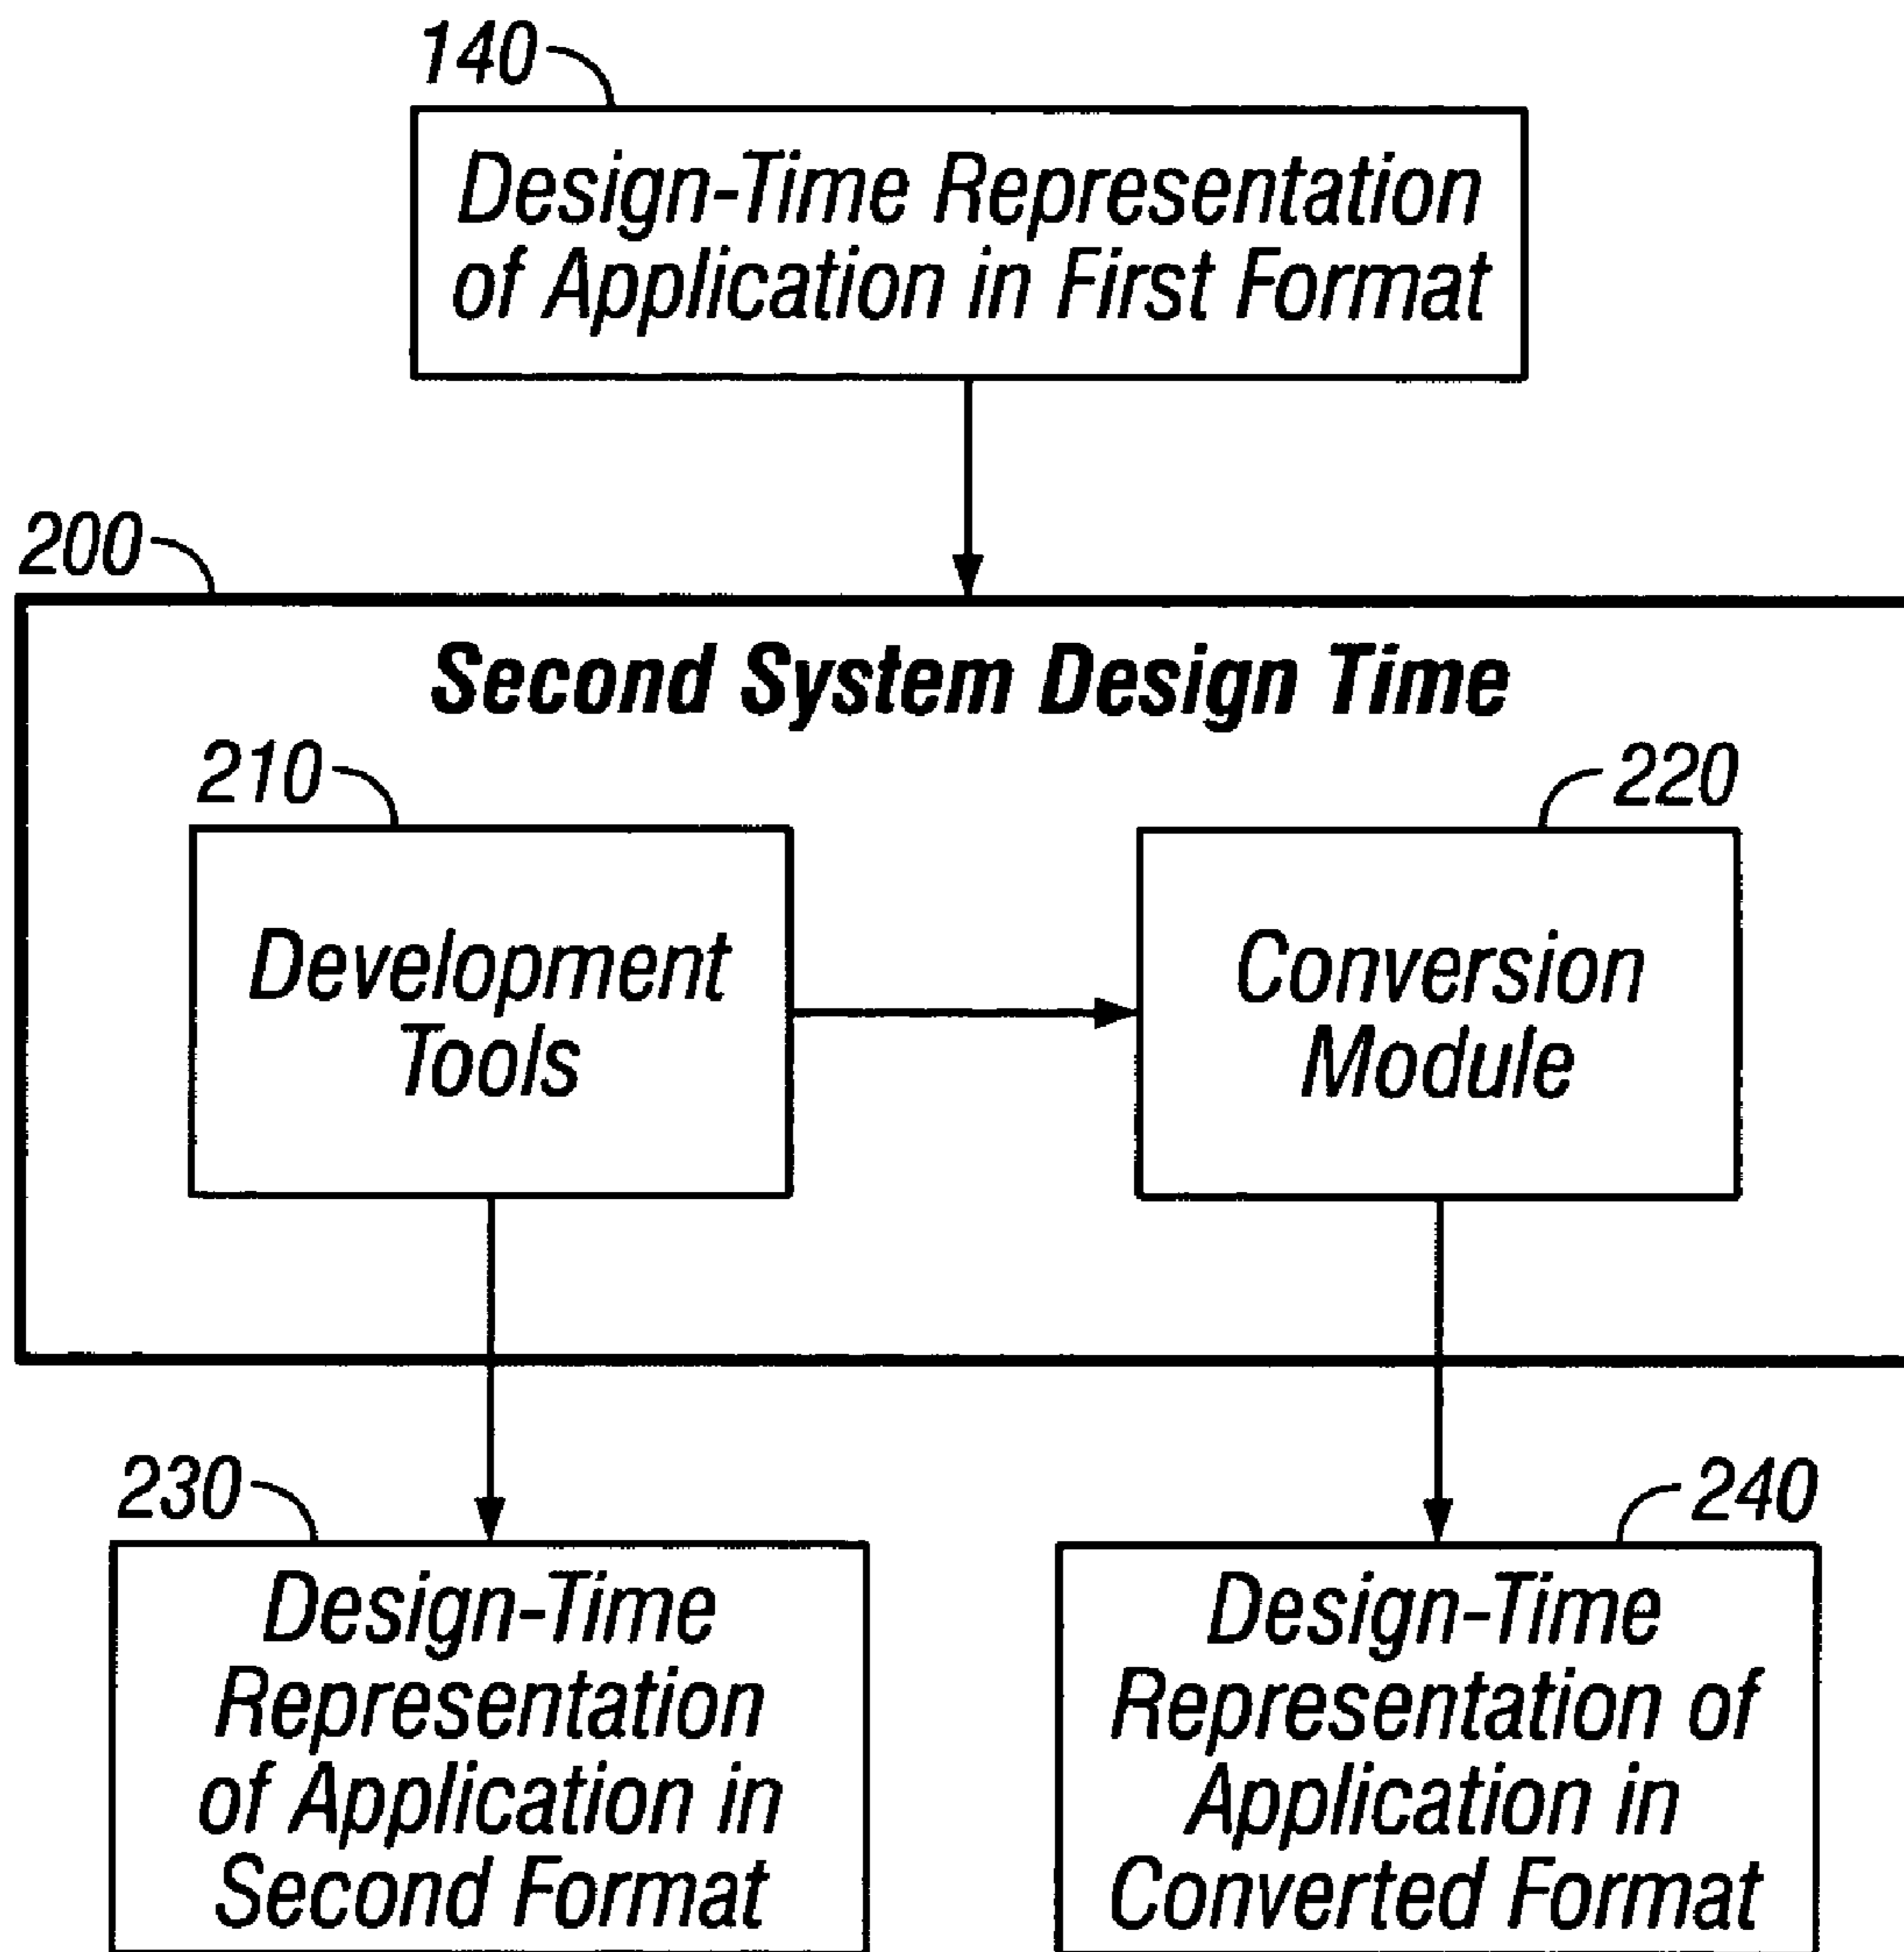 140
Design-Time Representation
of Application in First Format
200
Second System Design Time
210
220
Development
Tools
Conversion
Module
230
240
Design-Time
Representation
of Application in
Second Format
Design-Time
Representation of
Application in
Converted Format